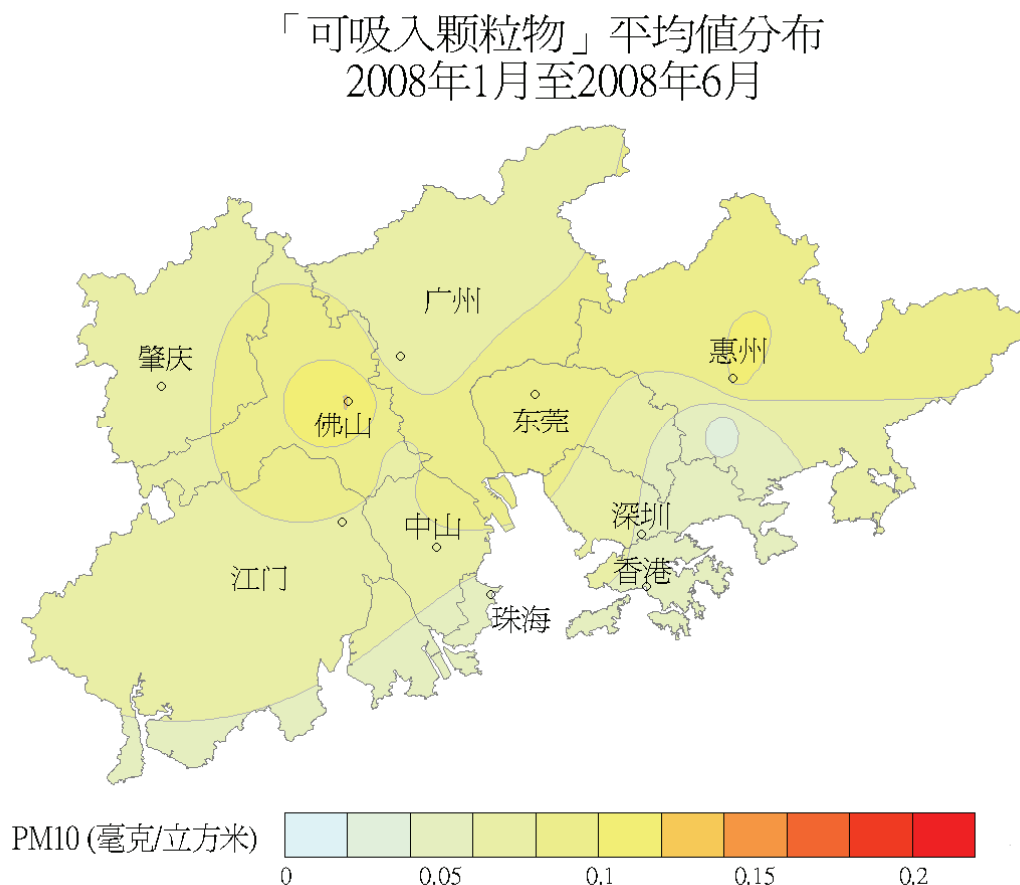 「可吸入颗粒物」平均値分布
2008年1月至2008年6月
广州
肇庆
惠州
佛山
东莞
中山
深圳
江门
香港
珠海
PM10 (毫克/立方米)
0 0.05 0.1 0.15 0.2